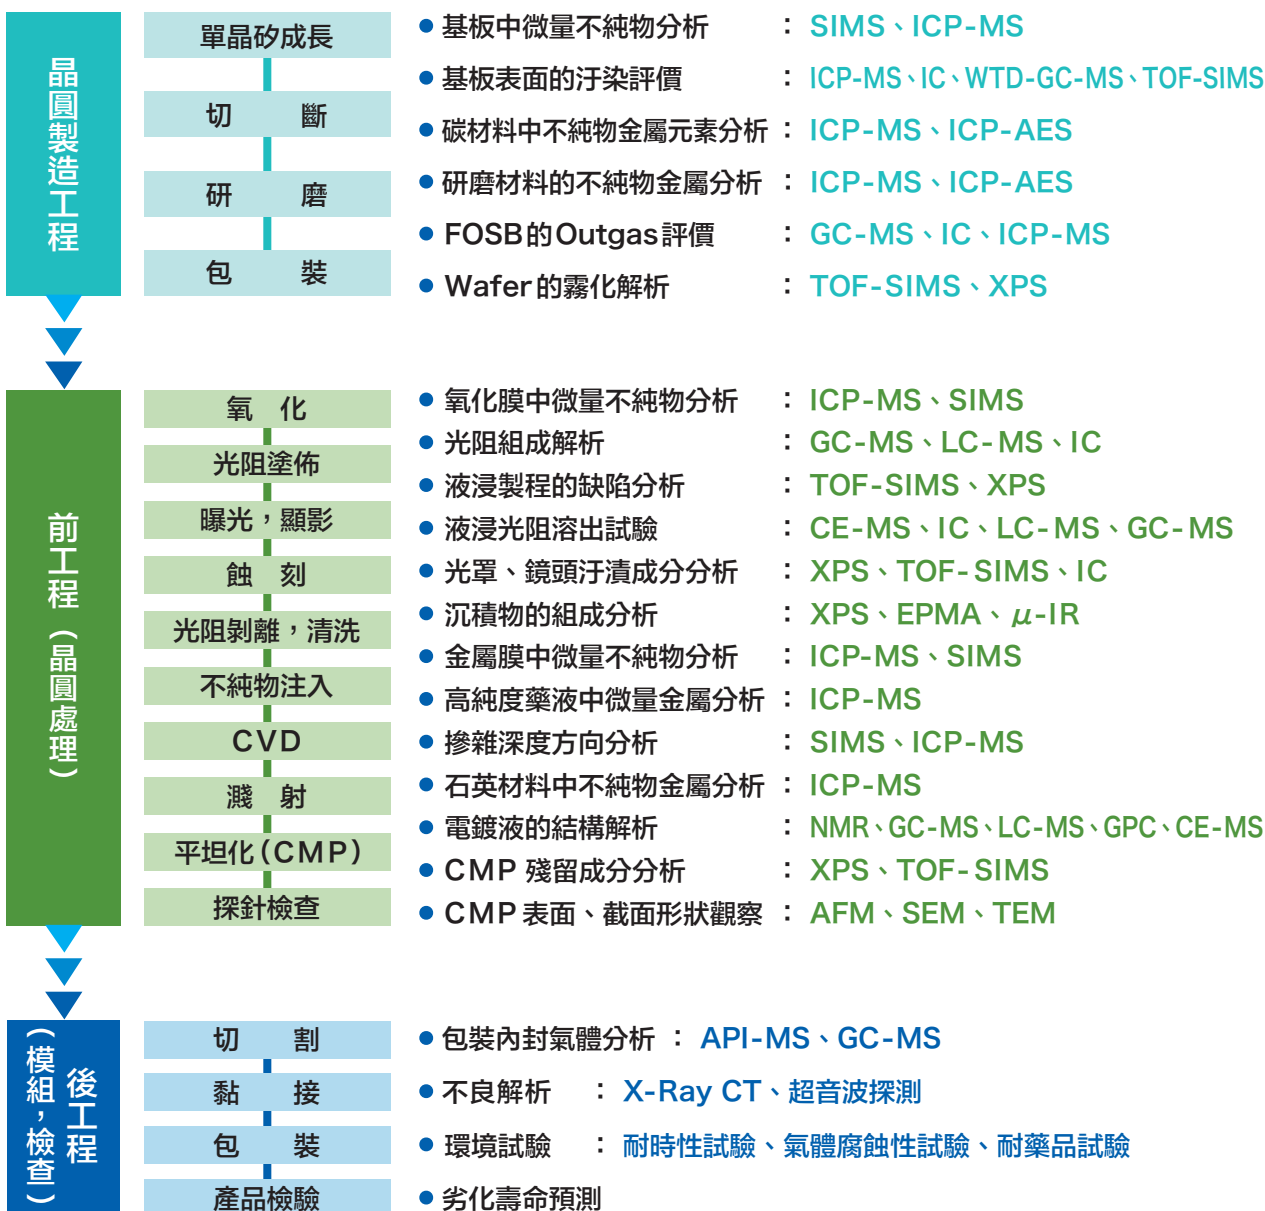 晶圓製造工程
單晶矽成長
切　斷
研　磨
包　裝
●基板中微量不純物分析 ： SIMS、ICP-MS
●基板表面的汙染評價 ： ICP-MS、IC、WTD-GC-MS、TOF-SIMS
●碳材料中不純物金屬元素分析 ： ICP-MS、ICP-AES
●研磨材料的不純物金屬分析 ： ICP-MS、ICP-AES
●FOSB的Outgas評價 ： GC-MS、IC、ICP-MS
●Wafer的霧化解析 ： TOF-SIMS、XPS
前工程（晶圓處理）
氧　化
光阻塗佈
曝光，顯影
蝕　刻
光阻剝離，清洗
不純物注入
CVD
濺　射
平坦化（CMP）
探針檢查
●氧化膜中微量不純物分析 ： ICP-MS、SIMS
●光阻組成解析 ： GC-MS、LC-MS、IC
●液浸製程的缺陷分析 ： TOF-SIMS、XPS
●液浸光阻溶出試驗 ： CE-MS、IC、LC-MS、GC-MS
●光罩、鏡頭汙漬成分分析 ： XPS、TOF-SIMS、IC
●沉積物的組成分析 ： XPS、EPMA、μ-IR
●金屬膜中微量不純物分析 ： ICP-MS、SIMS
●高純度藥液中微量金屬分析 ： ICP-MS
●摻雜深度方向分析 ： SIMS、ICP-MS
●石英材料中不純物金屬分析 ： ICP-MS
●電鍍液的結構解析 ： NMR、GC-MS、LC-MS、GPC、CE-MS
●CMP 殘留成分分析 ： XPS、TOF-SIMS
●CMP 表面、截面形狀觀察 ： AFM、SEM、TEM
後工程
（模組，檢查）
切　割
黏　接
包　裝
產品檢驗
●包裝內封氣體分析 ： API-MS、GC-MS
●不良解析 ： X-Ray CT、超音波探測
●環境試驗 ： 耐時性試驗、氣體腐蝕性試驗、耐藥品試驗
●劣化壽命預測